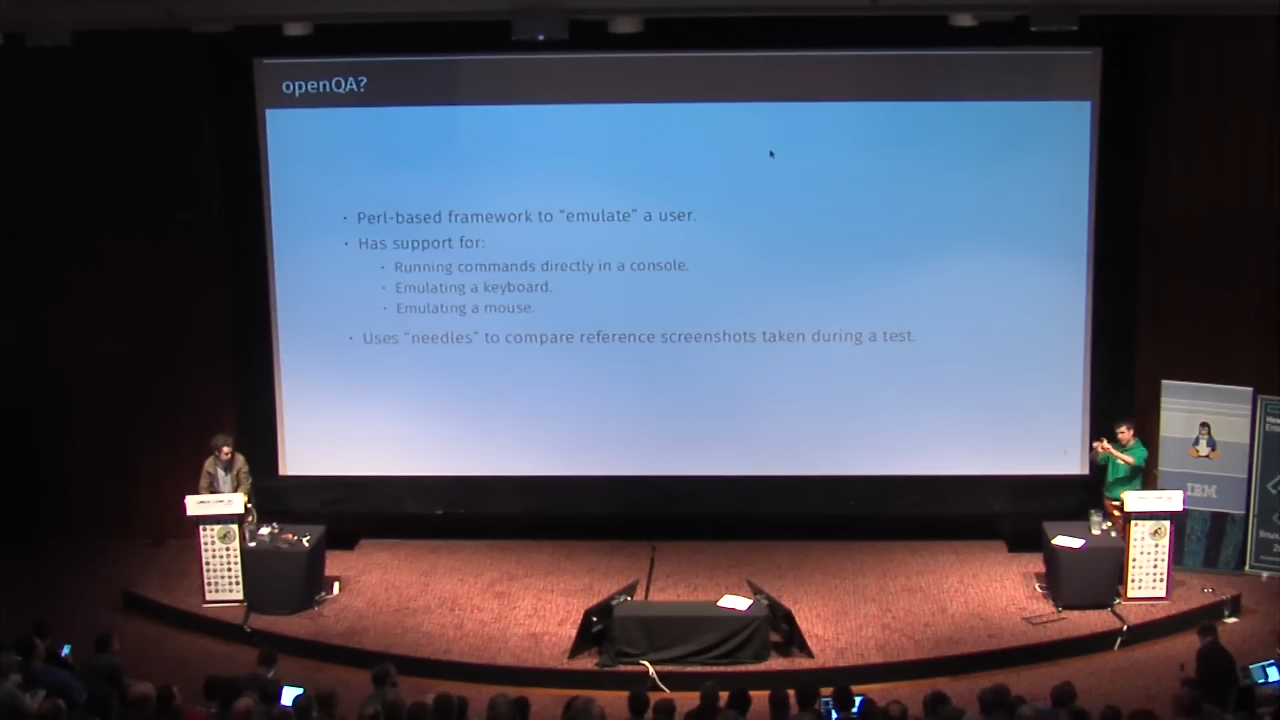 openQA?
· Perl-based framework to “emulate” a user.
· Has support for:
· Running commands directly in a console.
· Emulating a keyboard.
· Emulating a mouse.
· Uses “needles” to compare reference screenshots taken during a test.
IBM